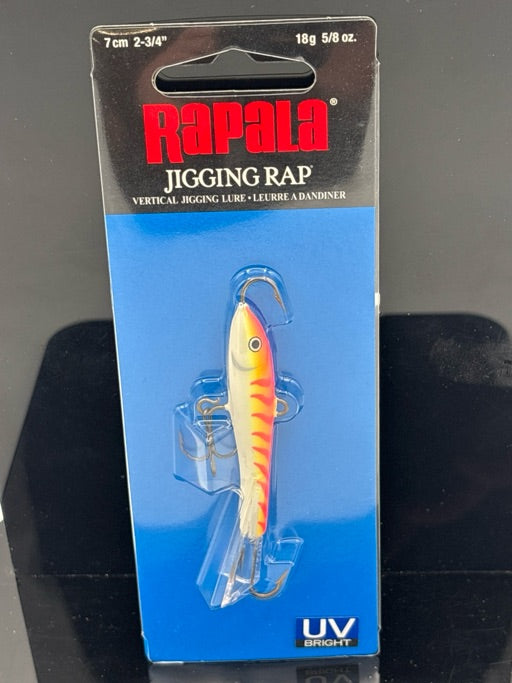 7cm 2-3/4" 18g 5/8 oz.
Rapala®
JIGGING RAP®
VERTICAL JIGGING LURE • LEURRE A DANDINER
UV
BRIGHT